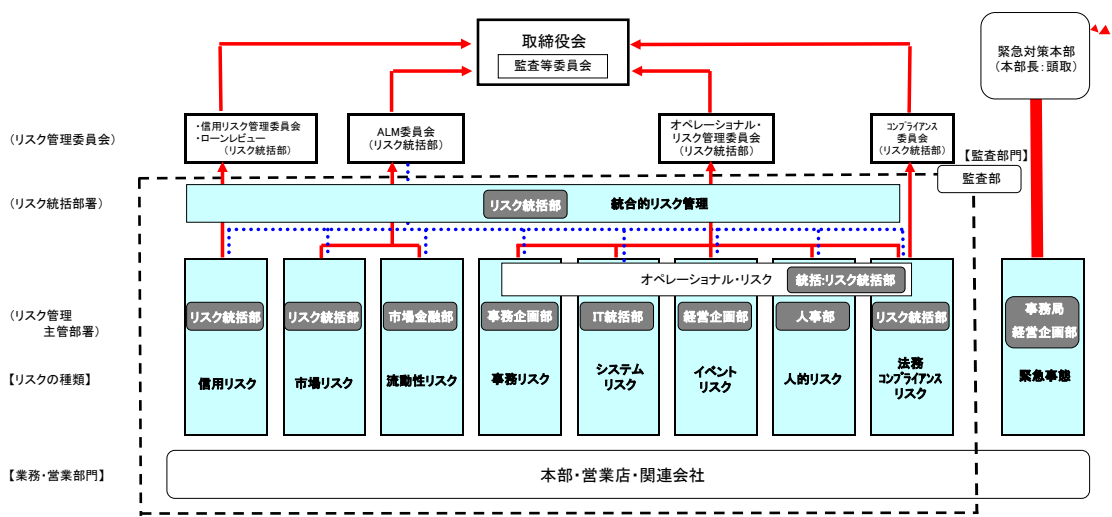 取締役会
監査等委員会
緊急対策本部
(本部長:頭取)
(リスク管理委員会)
・信用リスク管理委員会
・ローンレビュー
(リスク統括部)
ALM委員会
(リスク統括部)
オペレーショナル・
リスク管理委員会
(リスク統括部)
コンプライアンス
委員会
(リスク統括部)
【監査部門】
監査部
(リスク統括部署)
リスク統括部
統合的リスク管理
オペレーショナル・リスク
統括:リスク統括部
(リスク管理
主管部署)
リスク統括部
リスク統括部
市場金融部
事務企画部
IT統括部
経営企画部
人事部
リスク統括部
事務局
経営企画部
【リスクの種類】
信用リスク
市場リスク
流動性リスク
事務リスク
システム
リスク
イベント
リスク
人的リスク
法務
コンプライアンス
リスク
緊急事態
【業務・営業部門】
本部・営業店・関連会社